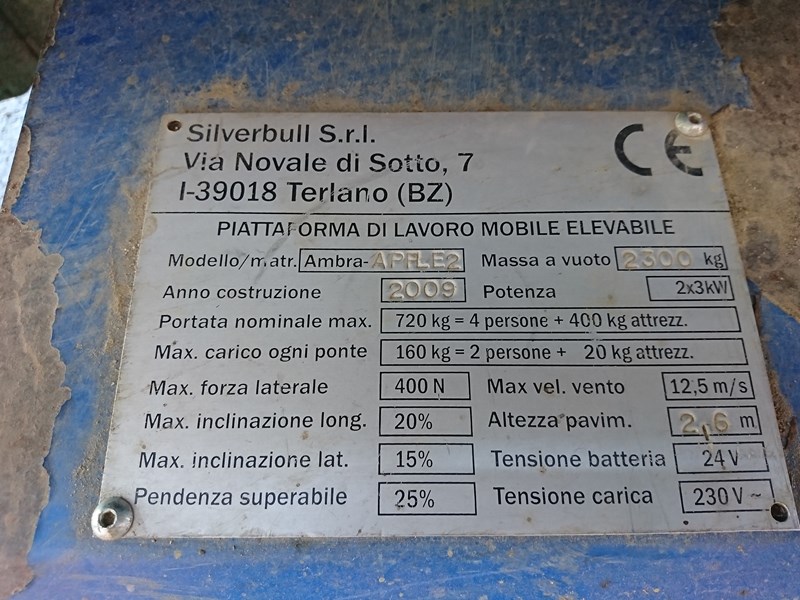 Silverbull S.r.l.
Via Novale di Sotto, 7
I-39018 Terlano (BZ)
CE
PIATTAFORMA DI LAVORO MOBILE ELEVABILE
Modello/matr. Ambra-APPLE2 Massa a vuoto 2300 kg
Anno costruzione 2009 Potenza 2x3kW
Portata nominale max. 720 kg = 4 persone + 400 kg attrezz.
Max. carico ogni ponte 160 kg = 2 persone + 20 kg attrezz.
Max. forza laterale 400 N Max vel. vento 12,5 m/s
Max. inclinazione long. 20% Altezza pavim. 2,6 m
Max. inclinazione lat. 15% Tensione batteria 24 V
Pendenza superabile 25% Tensione carica 230 V ~